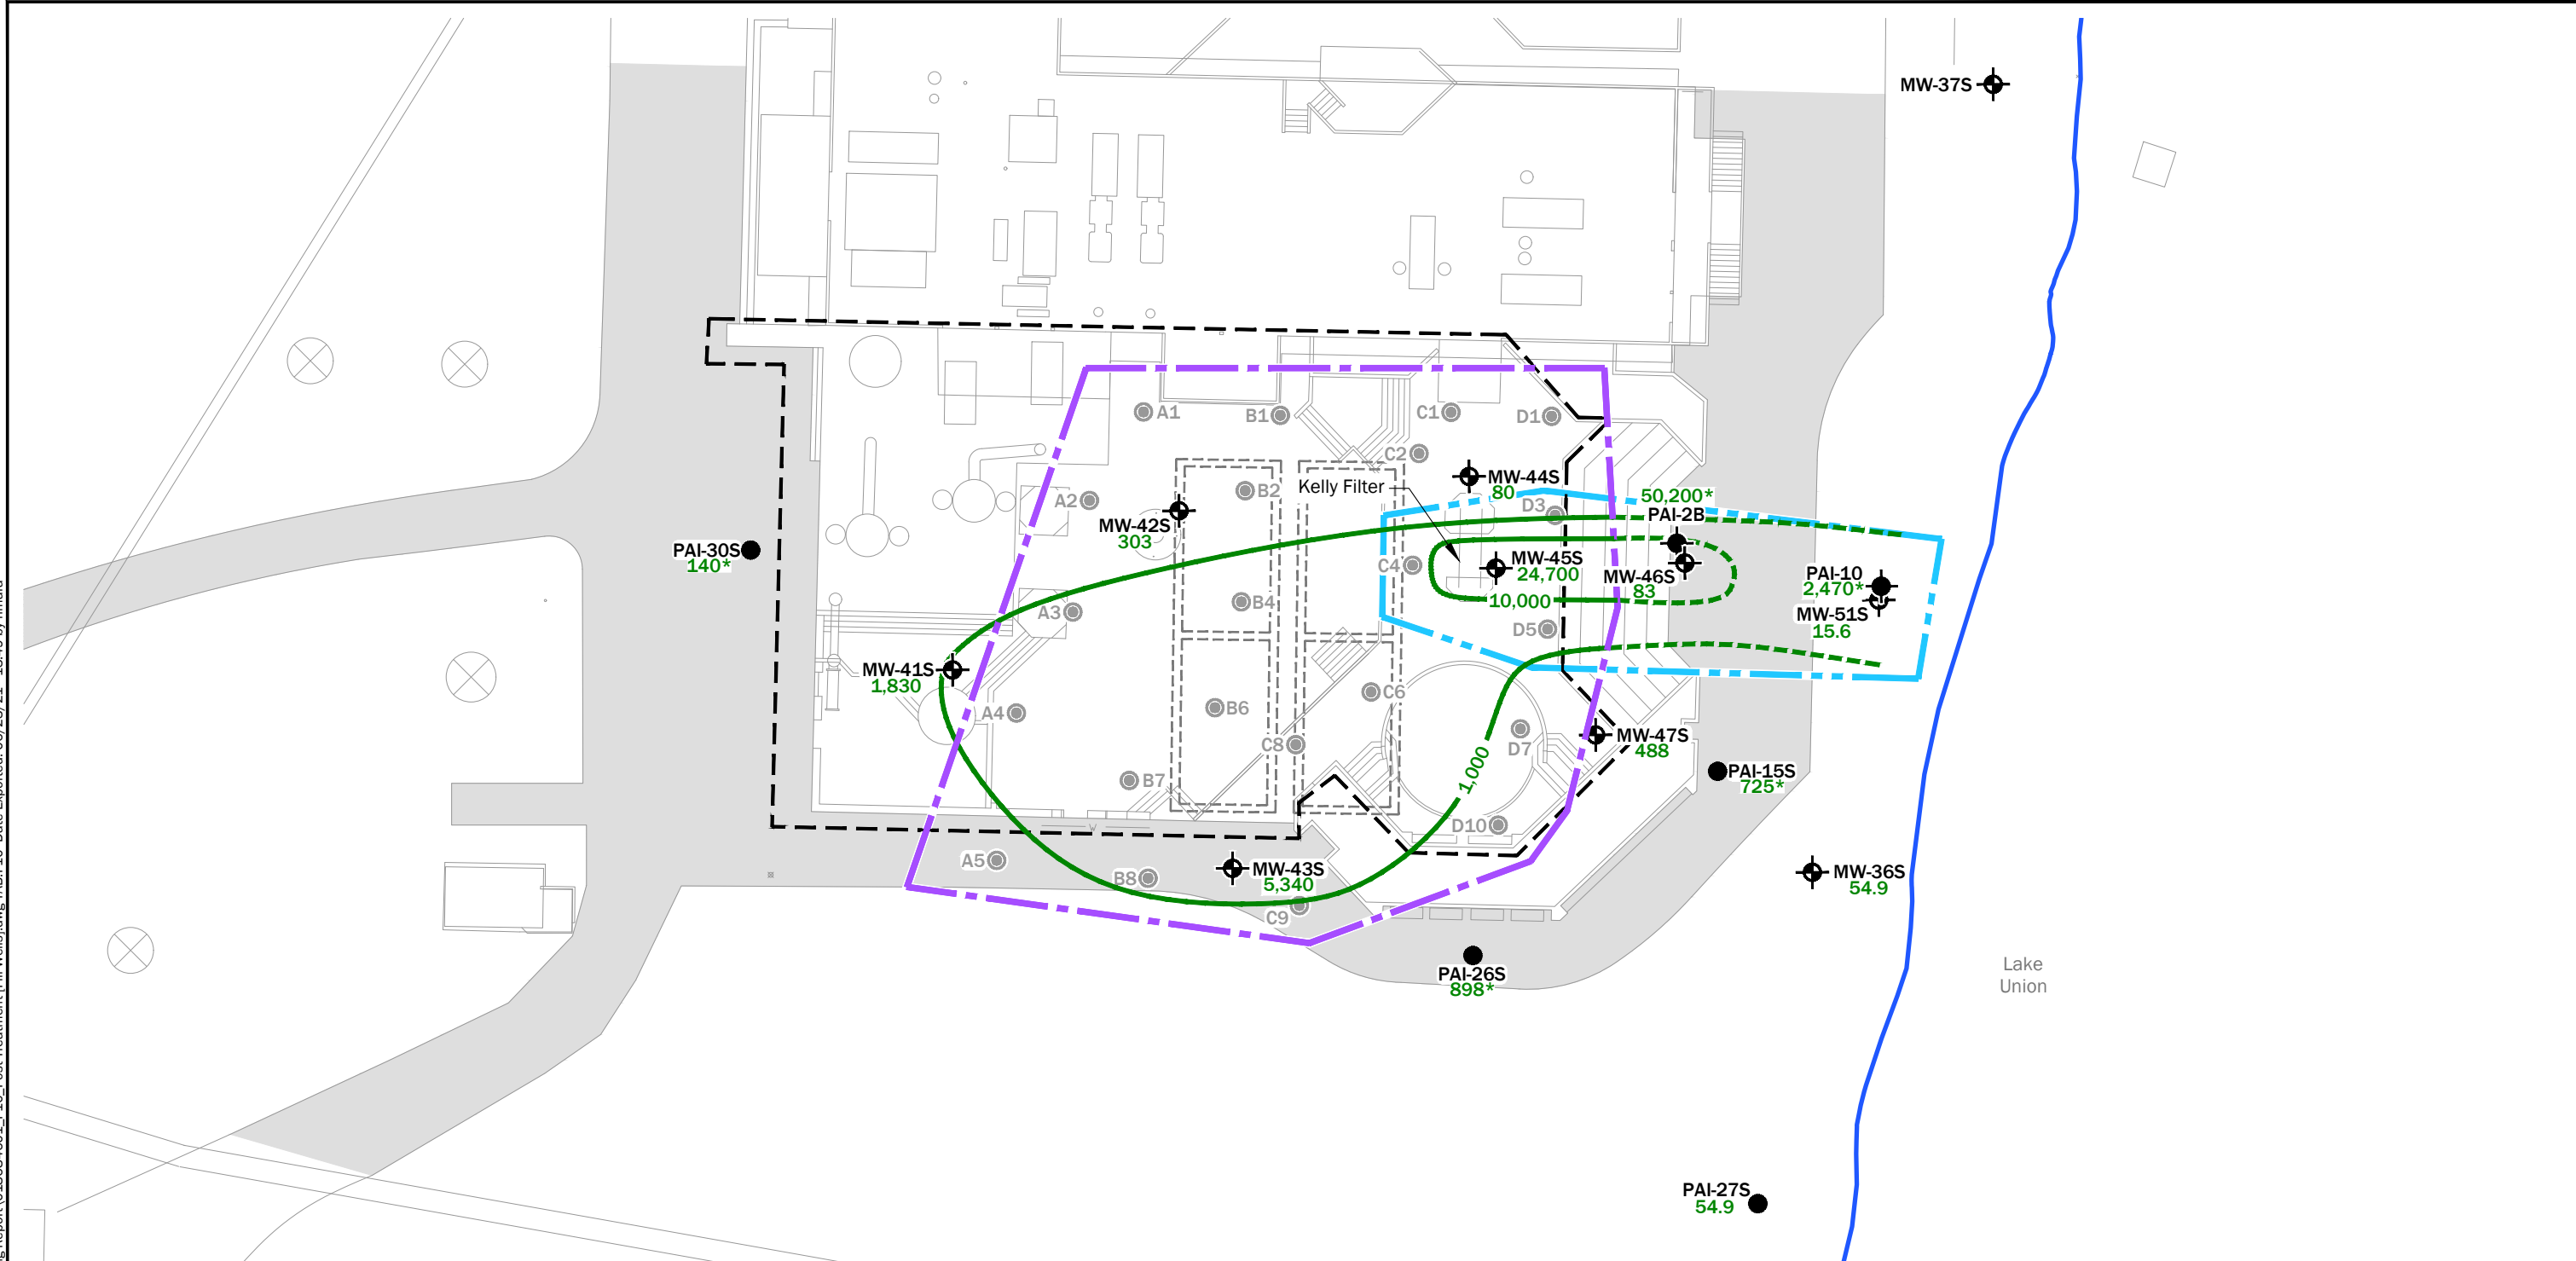 MW-37S
A1
B1
C1
D1
C2
MW-44S
80
Kelly Filter
A2
B2
D3
50,200*
PAI-2B
MW-42S
303
PAI-30S
140*
C4
MW-45S
24,700
MW-46S
83
PAI-10
2,470*
10,000
MW-51S
15.6
A3
B4
D5
MW-41S
1,830
A4
B6
C6
C8
D7
MW-47S
488
1,000
PAI-15S
725*
B7
D10
A5
B8
MW-43S
5,340
C9
MW-36S
54.9
PAI-26S
898*
Lake
Union
PAI-27S
54.9